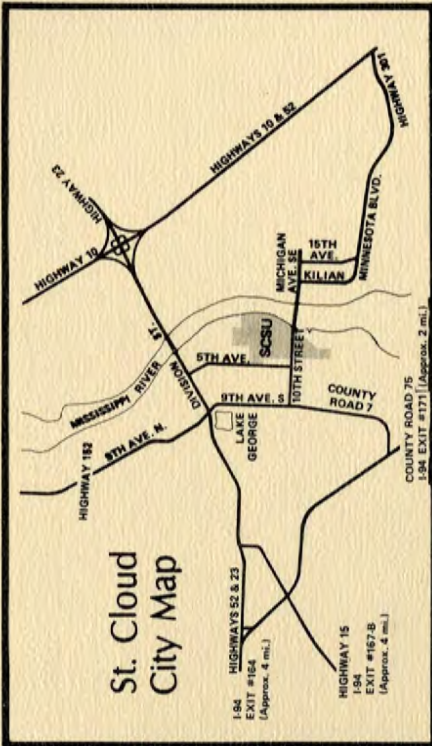 St. Cloud
City Map
HIGHWAY 23
HIGHWAY 10
HIGHWAYS 10 & 52
HIGHWAY 301
MINNESOTA BLVD.
15TH
AVE.
KILIAN
MICHIGAN
AVE. SE
MISSISSIPPI RIVER
DIVISION ST.
5TH AVE.
SCSU
10TH STREET
9TH AVE. S
9TH AVE. N.
HIGHWAY 152
LAKE
GEORGE
COUNTY
ROAD 7
COUNTY ROAD 75
I-94 EXIT #171 (Approx. 2 mi.)
HIGHWAYS 52 & 23
I-94
EXIT #164
(Approx. 4 mi.)
HIGHWAY 15
I-94
EXIT #167-B
(Approx. 4 mi.)